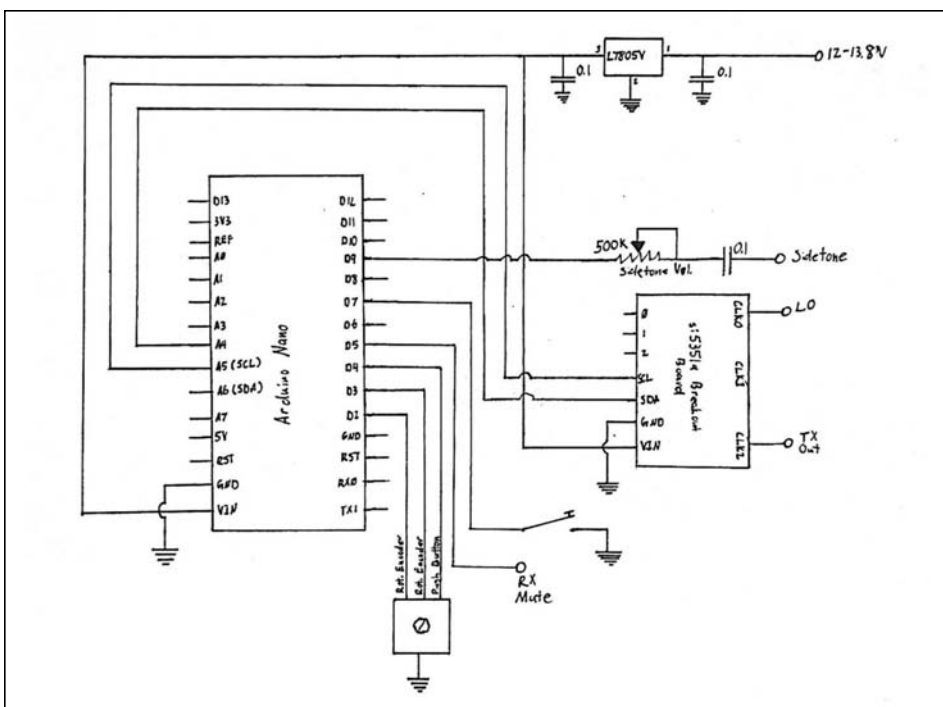 3
L7805V
1
2
12-13.8V
0.1
0.1
D13
3V3
REF
A0
A1
A2
A3
A4
A5 (SCL)
A6 (SDA)
A7
5V
RST
GND
VIN
Arduino Nano
D12
D11
D10
D9
D8
D7
D6
D5
D4
D3
D2
GND
RST
RX0
TX1
500K
Sidetone Vol.
0.1
Sidetone
0
1
2
SCL
SDA
GND
VIN
si5351a Breakout
Board
CLK0
CLK1
CLK2
LO
TX
Out
Rot. Encoder
Rot. Encoder
Push Button
RX
Mute